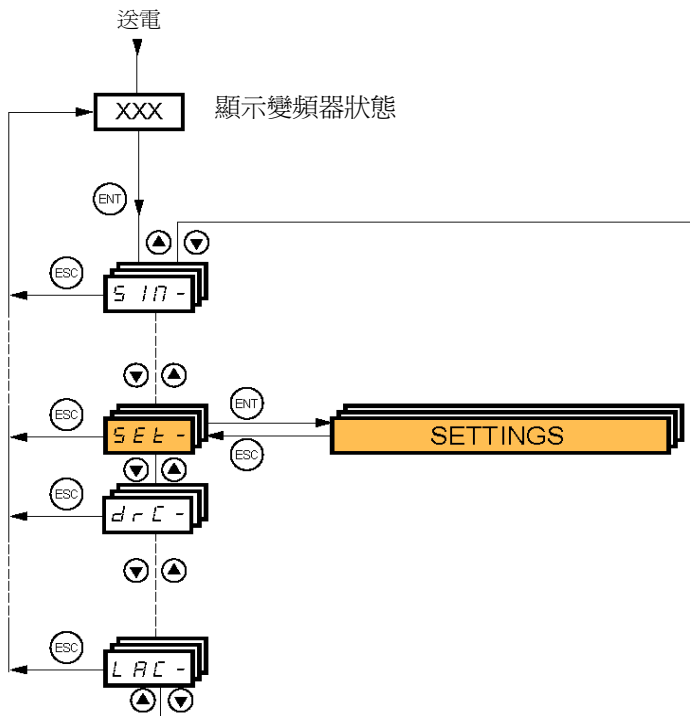 送電
XXX 顯示變頻器狀態
ENT
ESC
SIM-
ESC
SEt-
ENT
ESC
SETTINGS
ESC
drC-
ESC
LAC-